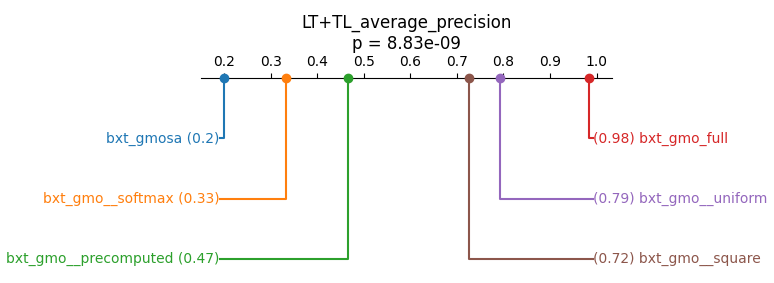 LT+TL_average_precision
p = 8.83e-09
0.2 0.3 0.4 0.5 0.6 0.7 0.8 0.9 1.0
bxt_gmosa (0.2) (0.98) bxt_gmo_full
bxt_gmo__softmax (0.33) (0.79) bxt_gmo__uniform
bxt_gmo__precomputed (0.47) (0.72) bxt_gmo__square